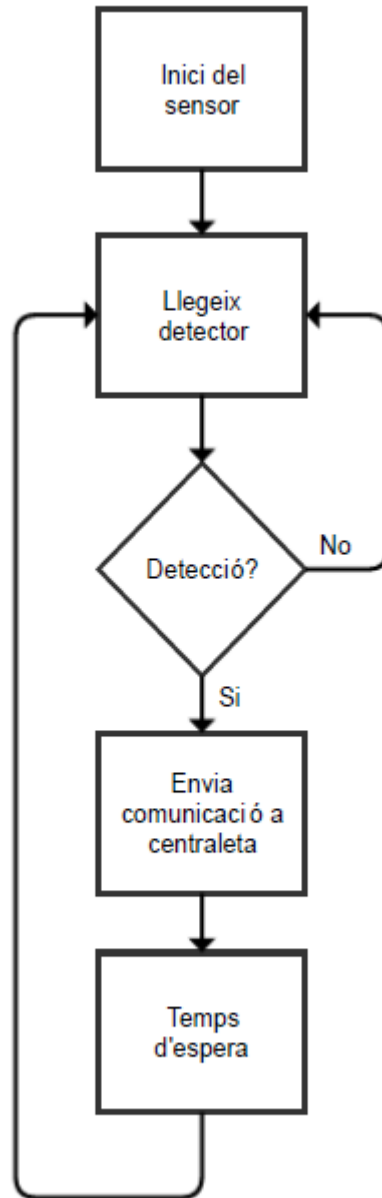 Inici del
sensor
Llegeix
detector
Detecció?
No
Si
Envia
comunicació a
centraleta
Temps
d'espera